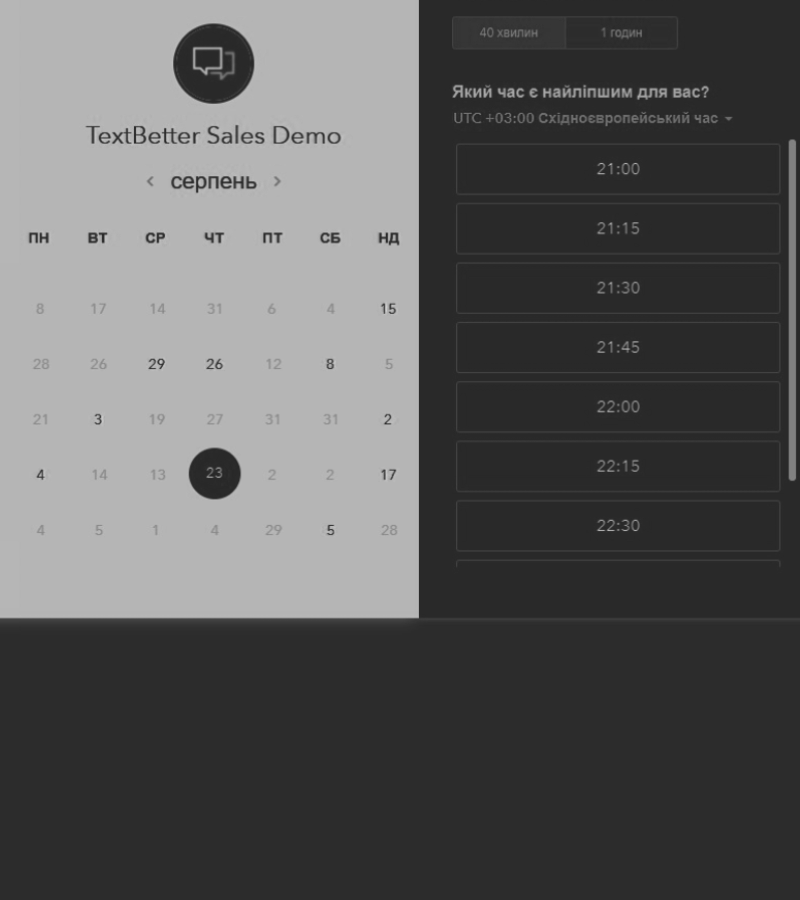 TextBetter Sales Demo
серпень
ПН ВТ СР ЧТ ПТ СБ НД
8 17 14 31 6 4 15
28 26 29 26 12 8 5
21 3 19 27 31 31 2
4 14 13 23 2 2 17
4 5 1 4 29 5 28
40 хвилин 1 годин
Який час є найліпшим для вас?
UTC +03:00 Східноєвропейський час
21:00
21:15
21:30
21:45
22:00
22:15
22:30